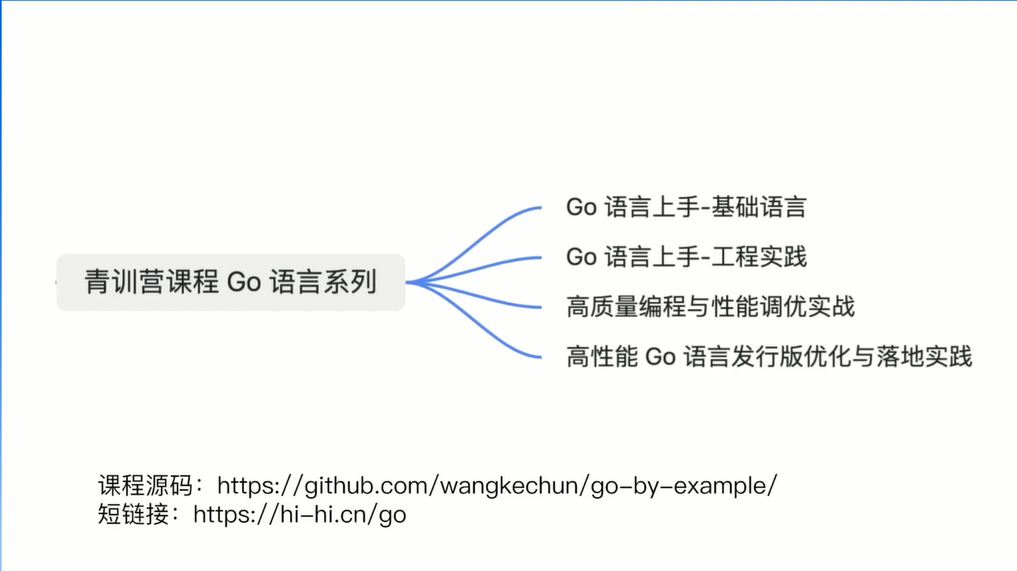 青训营课程 Go 语言系列
Go 语言上手-基础语言
Go 语言上手-工程实践
高质量编程与性能调优实战
高性能 Go 语言发行版优化与落地实践
课程源码：https://github.com/wangkechun/go-by-example/
短链接：https://hi-hi.cn/go